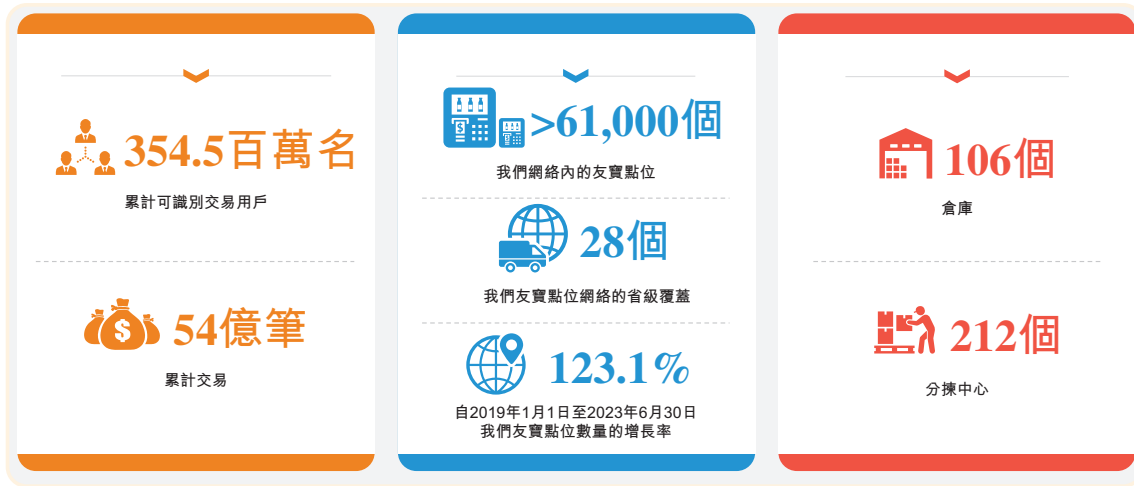 354.5百萬名
累計可識別交易用戶
54億筆
累計交易
>61,000個
我們網絡內的友寶點位
28個
我們友寶點位網絡的省級覆蓋
123.1%
自2019年1月1日至2023年6月30日
我們友寶點位數量的增長率
106個
倉庫
212個
分揀中心